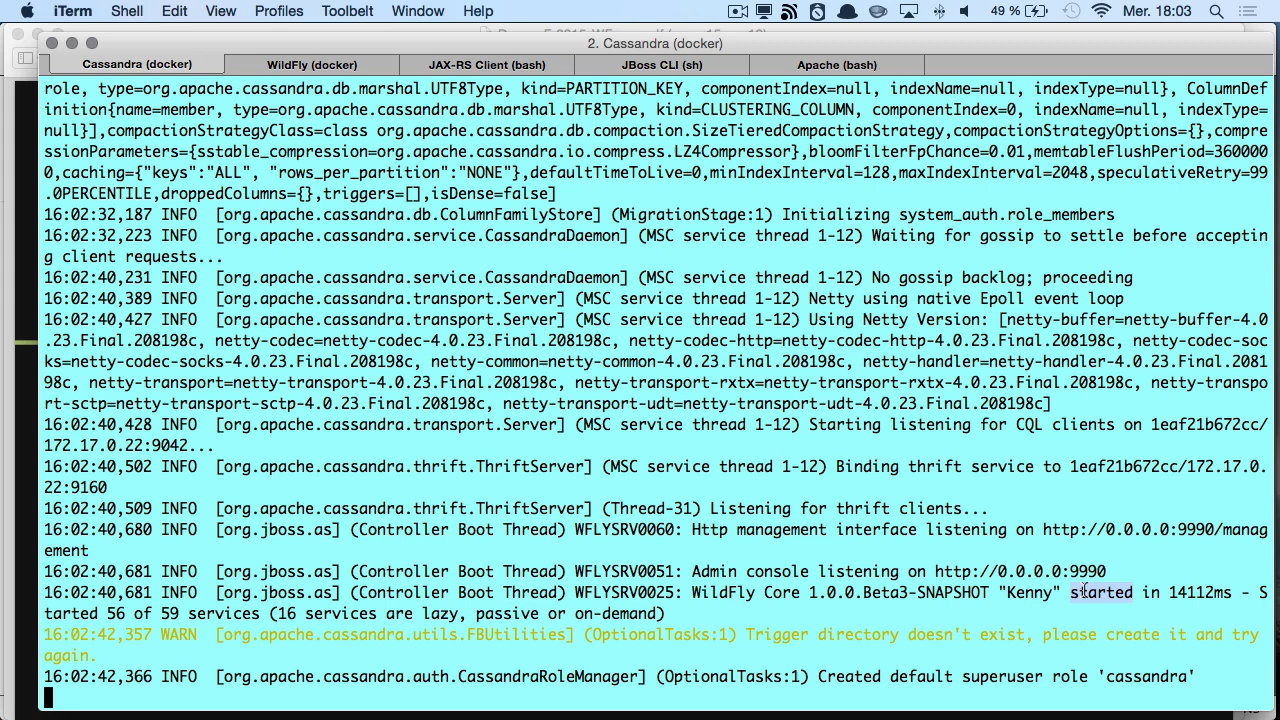 iTerm Shell Edit View Profiles Toolbelt Window Help 49 % Mer. 18:03
2. Cassandra (docker)
Cassandra (docker) WildFly (docker) JAX-RS Client (bash) JBoss CLI (sh) Apache (bash)
role, type=org.apache.cassandra.db.marshal.UTF8Type, kind=PARTITION_KEY, componentIndex=null, indexName=null, indexType=null}, ColumnDef
inition{name=member, type=org.apache.cassandra.db.marshal.UTF8Type, kind=CLUSTERING_COLUMN, componentIndex=0, indexName=null, indexType=
null}],compactionStrategyClass=class org.apache.cassandra.db.compaction.SizeTieredCompactionStrategy,compactionStrategyOptions={},compre
ssionParameters={sstable_compression=org.apache.cassandra.io.compress.LZ4Compressor},bloomFilterFpChance=0.01,memtableFlushPeriod=360000
0,caching={"keys":"ALL", "rows_per_partition":"NONE"},defaultTimeToLive=0,minIndexInterval=128,maxIndexInterval=2048,speculativeRetry=99
.0PERCENTILE,droppedColumns={},triggers=[],isDense=false]
16:02:32,187 INFO  [org.apache.cassandra.db.ColumnFamilyStore] (MigrationStage:1) Initializing system_auth.role_members
16:02:32,223 INFO  [org.apache.cassandra.service.CassandraDaemon] (MSC service thread 1-12) Waiting for gossip to settle before acceptin
g client requests...
16:02:40,231 INFO  [org.apache.cassandra.service.CassandraDaemon] (MSC service thread 1-12) No gossip backlog; proceeding
16:02:40,389 INFO  [org.apache.cassandra.transport.Server] (MSC service thread 1-12) Netty using native Epoll event loop
16:02:40,427 INFO  [org.apache.cassandra.transport.Server] (MSC service thread 1-12) Using Netty Version: [netty-buffer=netty-buffer-4.0
.23.Final.208198c, netty-codec=netty-codec-4.0.23.Final.208198c, netty-codec-http=netty-codec-http-4.0.23.Final.208198c, netty-codec-soc
ks=netty-codec-socks-4.0.23.Final.208198c, netty-common=netty-common-4.0.23.Final.208198c, netty-handler=netty-handler-4.0.23.Final.2081
98c, netty-transport=netty-transport-4.0.23.Final.208198c, netty-transport-rxtx=netty-transport-rxtx-4.0.23.Final.208198c, netty-transpo
rt-sctp=netty-transport-sctp-4.0.23.Final.208198c, netty-transport-udt=netty-transport-udt-4.0.23.Final.208198c]
16:02:40,428 INFO  [org.apache.cassandra.transport.Server] (MSC service thread 1-12) Starting listening for CQL clients on 1eaf21b672cc/
172.17.0.22:9042...
16:02:40,502 INFO  [org.apache.cassandra.thrift.ThriftServer] (MSC service thread 1-12) Binding thrift service to 1eaf21b672cc/172.17.0.
22:9160
16:02:40,509 INFO  [org.apache.cassandra.thrift.ThriftServer] (Thread-31) Listening for thrift clients...
16:02:40,680 INFO  [org.jboss.as] (Controller Boot Thread) WFLYSRV0060: Http management interface listening on http://0.0.0.0:9990/manag
ement
16:02:40,681 INFO  [org.jboss.as] (Controller Boot Thread) WFLYSRV0051: Admin console listening on http://0.0.0.0:9990
16:02:40,681 INFO  [org.jboss.as] (Controller Boot Thread) WFLYSRV0025: WildFly Core 1.0.0.Beta3-SNAPSHOT "Kenny" started in 14112ms - S
tarted 56 of 59 services (16 services are lazy, passive or on-demand)
16:02:42,357 WARN  [org.apache.cassandra.utils.FBUtilities] (OptionalTasks:1) Trigger directory doesn't exist, please create it and try
again.
16:02:42,366 INFO  [org.apache.cassandra.auth.CassandraRoleManager] (OptionalTasks:1) Created default superuser role 'cassandra'